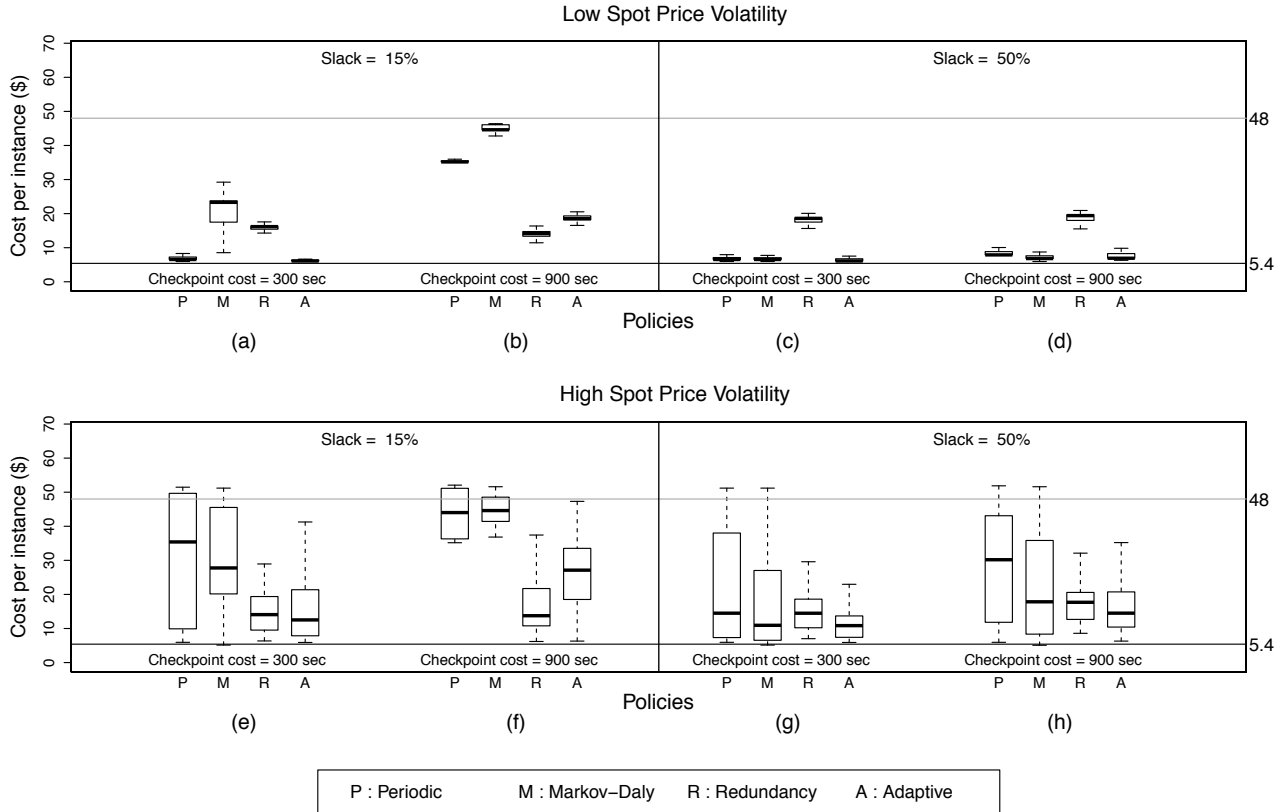 Low Spot Price Volatility
Cost per instance ($)
70
60
50
40
30
20
10
0
Slack = 15%
Slack = 50%
48
5.4
Checkpoint cost = 300 sec
Checkpoint cost = 900 sec
Checkpoint cost = 300 sec
Checkpoint cost = 900 sec
P M R A P M R A P M R A P M R A
Policies
(a) (b) (c) (d)
High Spot Price Volatility
Cost per instance ($)
70
60
50
40
30
20
10
0
Slack = 15%
Slack = 50%
48
5.4
Checkpoint cost = 300 sec
Checkpoint cost = 900 sec
Checkpoint cost = 300 sec
Checkpoint cost = 900 sec
P M R A P M R A P M R A P M R A
Policies
(e) (f) (g) (h)
P : Periodic M : Markov−Daly R : Redundancy A : Adaptive